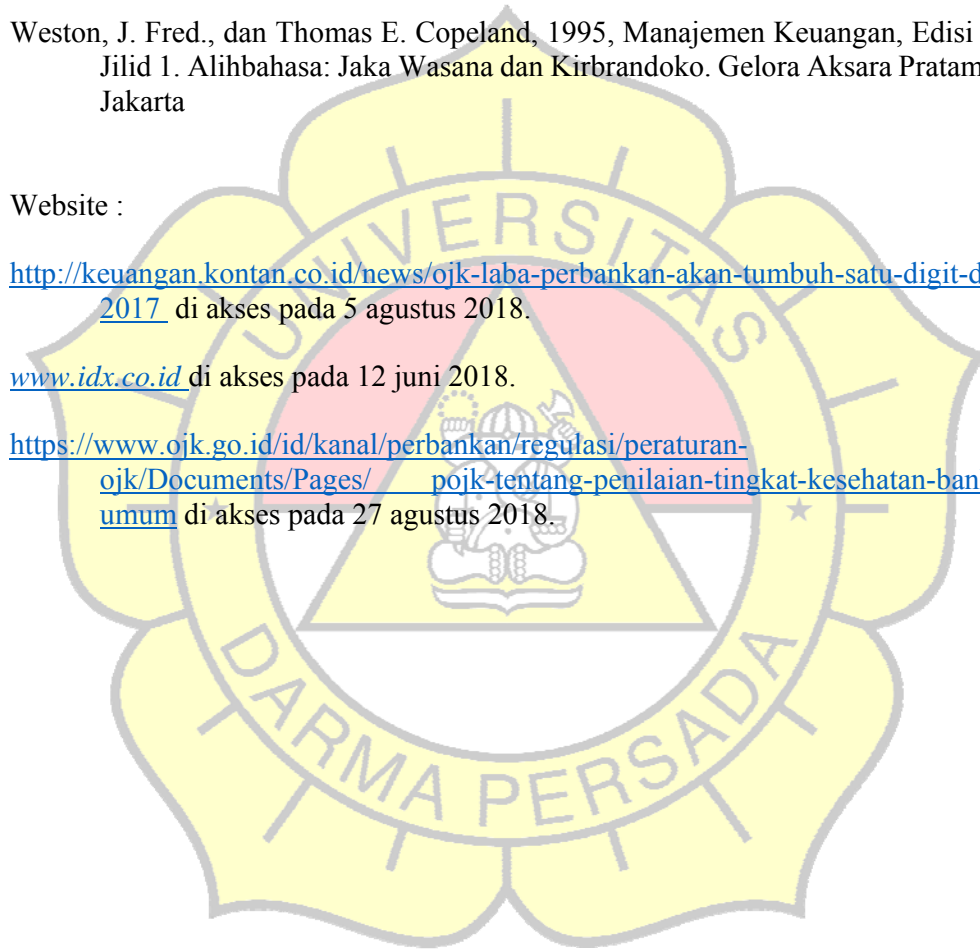 Weston, J. Fred., dan Thomas E. Copeland, 1995, Manajemen Keuangan, Edisi
Jilid 1. Alihbahasa: Jaka Wasana dan Kirbrandoko. Gelora Aksara Pratam
Jakarta
Website :
http://keuangan.kontan.co.id/news/ojk-laba-perbankan-akan-tumbuh-satu-digit-d
2017 di akses pada 5 agustus 2018.
www.idx.co.id di akses pada 12 juni 2018.
https://www.ojk.go.id/id/kanal/perbankan/regulasi/peraturan-
ojk/Documents/Pages/ pojk-tentang-penilaian-tingkat-kesehatan-ban
umum di akses pada 27 agustus 2018.
UNIVERSITAS
DARMA PERSADA